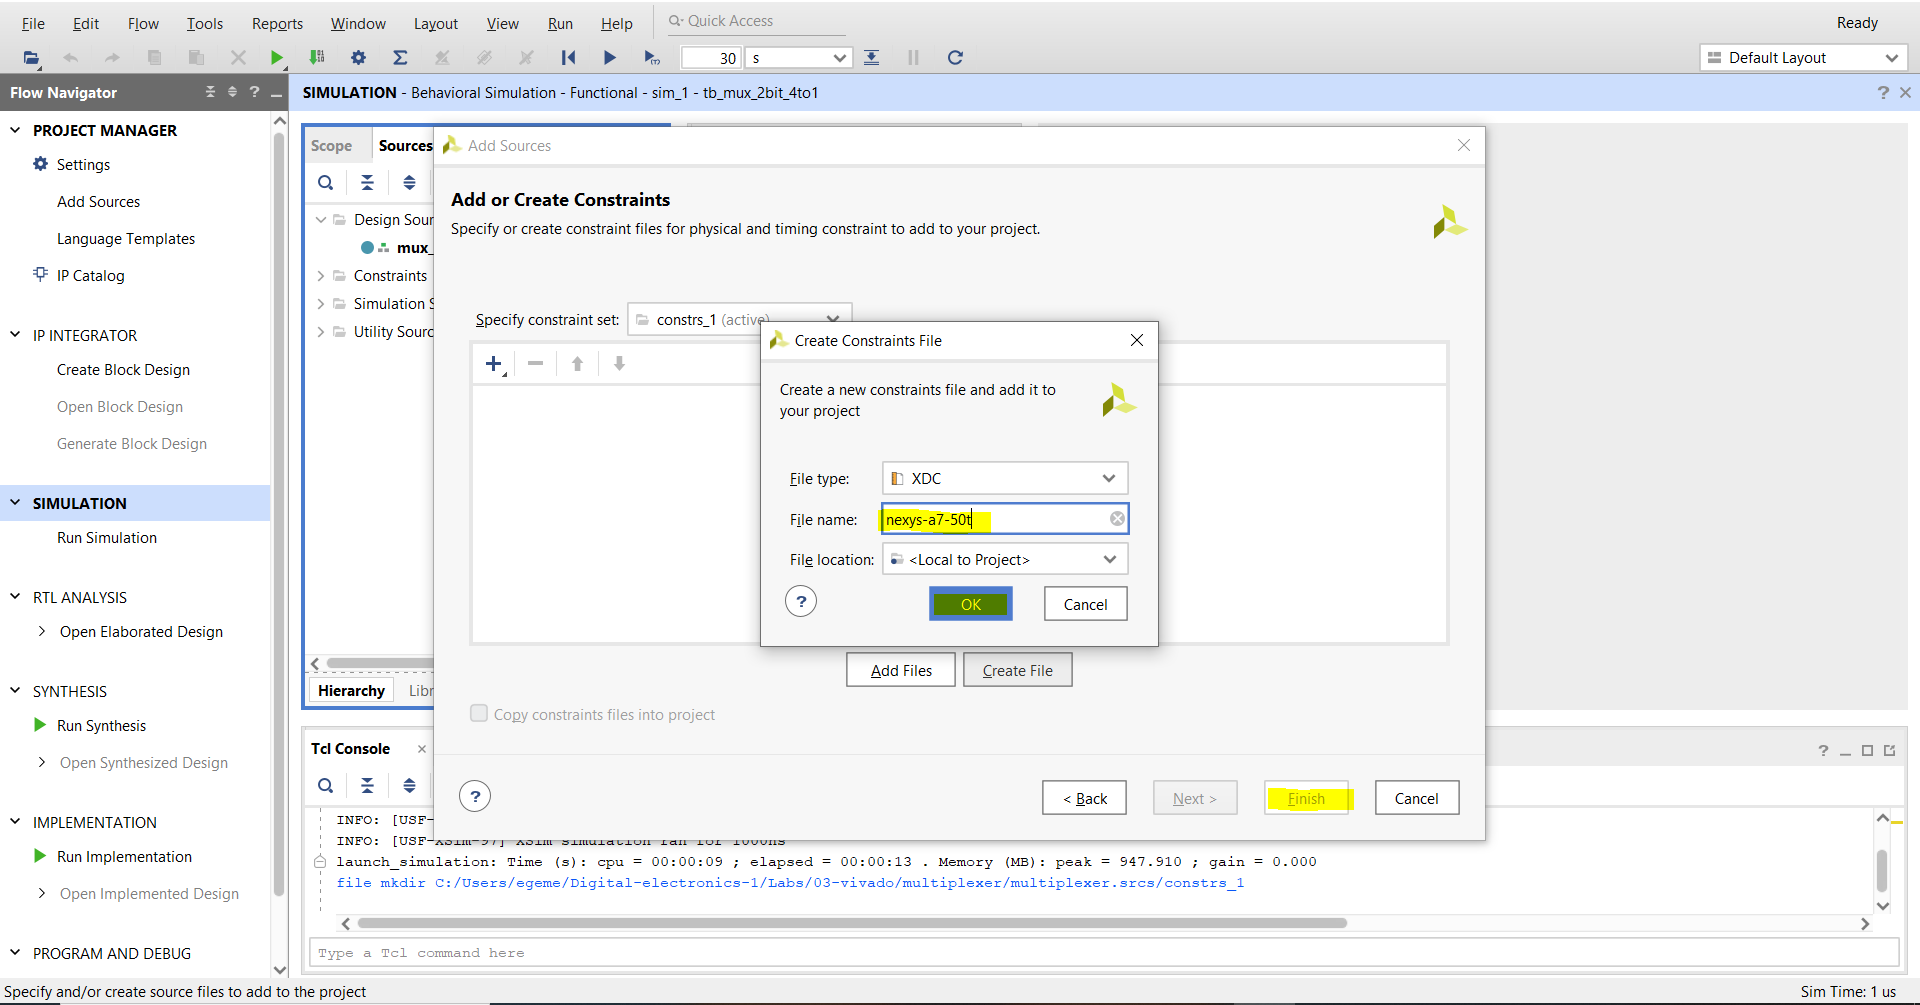 File Edit Flow Tools Reports Window Layout View Run Help Quick Access Ready
30 s Default Layout
Flow Navigator ? SIMULATION - Behavioral Simulation - Functional - sim_1 - tb_mux_2bit_4to1 ?
PROJECT MANAGER
Settings
Add Sources
Language Templates
IP Catalog
IP INTEGRATOR
Create Block Design
Open Block Design
Generate Block Design
SIMULATION
Run Simulation
RTL ANALYSIS
Open Elaborated Design
SYNTHESIS
Run Synthesis
Open Synthesized Design
IMPLEMENTATION
Run Implementation
Open Implemented Design
PROGRAM AND DEBUG
Scope Sources
Design Sour
mux_
Constraints
Simulation S
Utility Sourc
Hierarchy Libr
Add Sources
Add or Create Constraints
Specify or create constraint files for physical and timing constraint to add to your project.
Specify constraint set: constrs_1 (active)
Create Constraints File
Create a new constraints file and add it to
your project
File type: XDC
File name: nexys-a7-50t
File location: <Local to Project>
? OK Cancel
Add Files Create File
Copy constraints files into project
? < Back Next > Finish Cancel
Tcl Console ?
INFO: [USF-
INFO: [USF-XSim-97] XSim simulation ran for 1000ns
launch_simulation: Time (s): cpu = 00:00:09 ; elapsed = 00:00:13 . Memory (MB): peak = 947.910 ; gain = 0.000
file mkdir C:/Users/egeme/Digital-electronics-1/Labs/03-vivado/multiplexer/multiplexer.srcs/constrs_1
Type a Tcl command here
Specify and/or create source files to add to the project Sim Time: 1 us